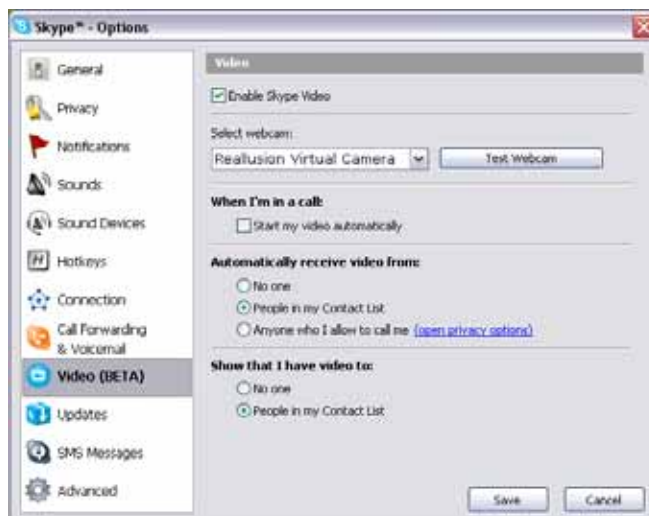 Skype™ - Options
General
Privacy
Notifications
Sounds
Sound Devices
Hotkeys
Connection
Call Forwarding
& Voicemail
Video (BETA)
Updates
SMS Messages
Advanced
Video
Enable Skype Video
Select webcam:
Reallusion Virtual Camera
Test Webcam
When I'm in a call:
Start my video automatically
Automatically receive video from:
No one
People in my Contact List
Anyone who I allow to call me (open privacy options)
Show that I have video to:
No one
People in my Contact List
Save
Cancel